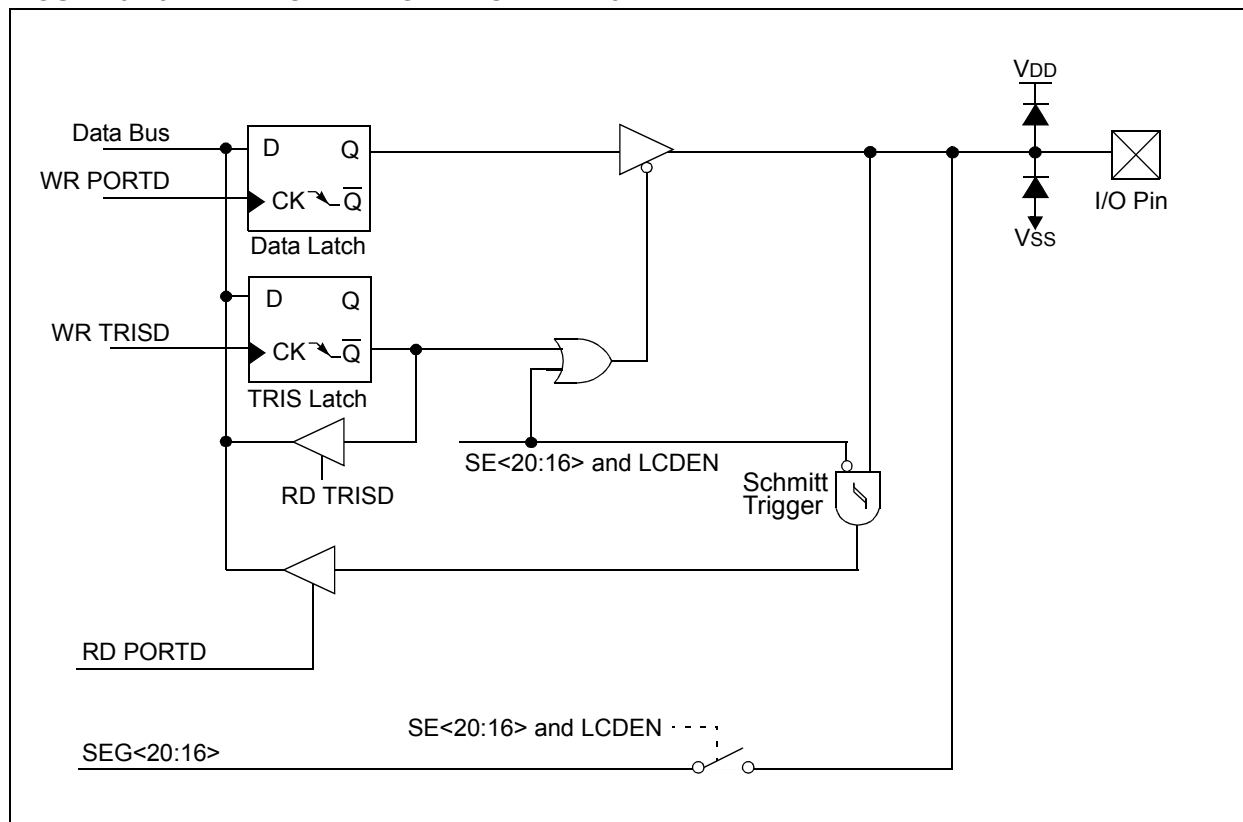 VDD
Data Bus
D Q
WR PORTD
CK Q̅
I/O Pin
Data Latch
VSS
D Q
WR TRISD
CK Q̅
TRIS Latch
SE<20:16> and LCDEN
Schmitt
Trigger
RD TRISD
RD PORTD
SE<20:16> and LCDEN
SEG<20:16>